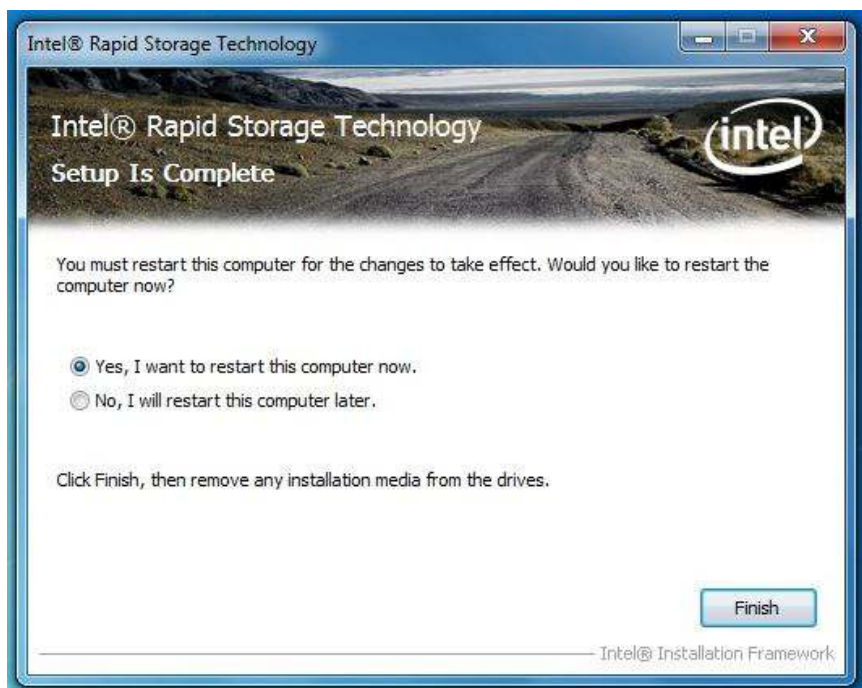 Intel® Rapid Storage Technology
Intel® Rapid Storage Technology
intel
Setup Is Complete
You must restart this computer for the changes to take effect. Would you like to restart the
computer now?
Yes, I want to restart this computer now.
No, I will restart this computer later.
Click Finish, then remove any installation media from the drives.
Finish
Intel® Installation Framework